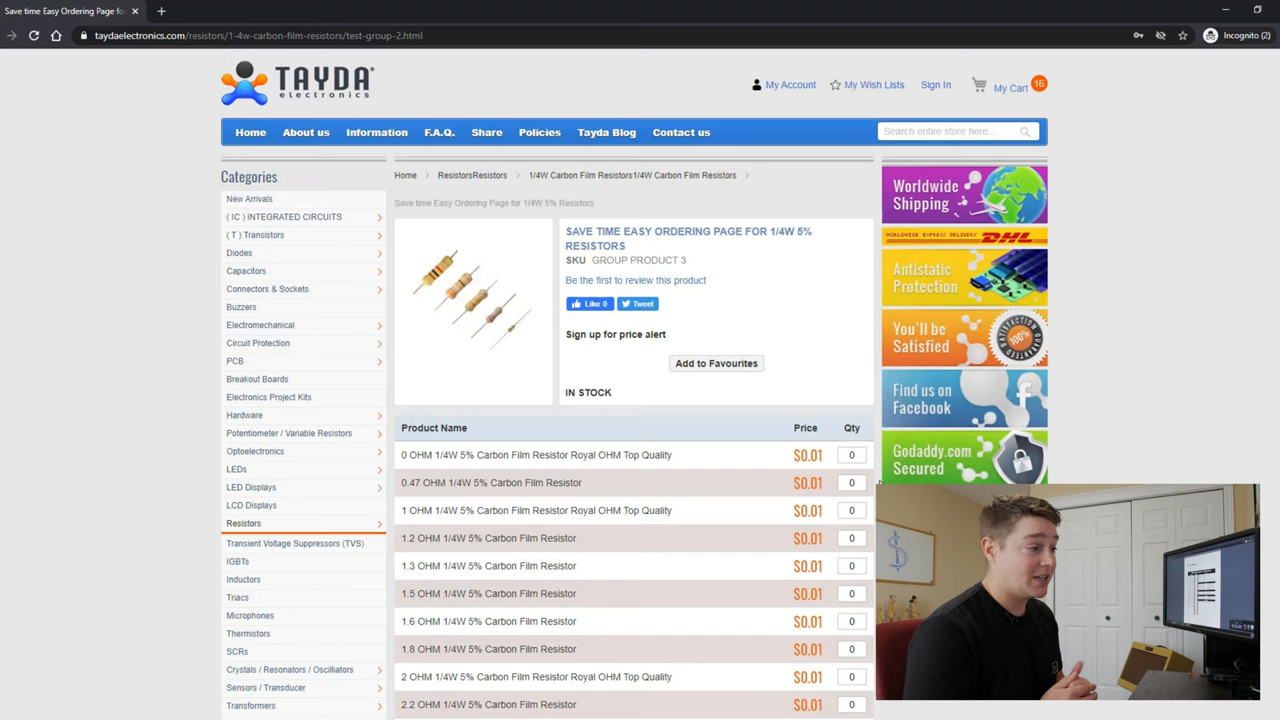 Save time Easy Ordering Page for
taydaelectronics.com/resistors/1-4w-carbon-film-resistors/test-group-2.html
Incognito (2)
TAYDA
electronics
My Account
My Wish Lists
Sign In
My Cart
16
Home
About us
Information
F.A.Q.
Share
Policies
Tayda Blog
Contact us
Search entire store here...
Categories
New Arrivals
( IC ) INTEGRATED CIRCUITS
( T ) Transistors
Diodes
Capacitors
Connectors & Sockets
Buzzers
Electromechanical
Circuit Protection
PCB
Breakout Boards
Electronics Project Kits
Hardware
Potentiometer / Variable Resistors
Optoelectronics
LEDs
LED Displays
LCD Displays
Resistors
Transient Voltage Suppressors (TVS)
IGBTs
Inductors
Triacs
Microphones
Thermistors
SCRs
Crystals / Resonators / Oscilliators
Sensors / Transducer
Transformers
Home > ResistorsResistors > 1/4W Carbon Film Resistors1/4W Carbon Film Resistors >
Save time Easy Ordering Page for 1/4W 5% Resistors
SAVE TIME EASY ORDERING PAGE FOR 1/4W 5%
RESISTORS
SKU GROUP PRODUCT 3
Be the first to review this product
Like 0 Tweet
Sign up for price alert
Add to Favourites
IN STOCK
Product Name Price Qty
0 OHM 1/4W 5% Carbon Film Resistor Royal OHM Top Quality $0.01 0
0.47 OHM 1/4W 5% Carbon Film Resistor $0.01 0
1 OHM 1/4W 5% Carbon Film Resistor Royal OHM Top Quality $0.01 0
1.2 OHM 1/4W 5% Carbon Film Resistor $0.01 0
1.3 OHM 1/4W 5% Carbon Film Resistor $0.01 0
1.5 OHM 1/4W 5% Carbon Film Resistor $0.01 0
1.6 OHM 1/4W 5% Carbon Film Resistor $0.01 0
1.8 OHM 1/4W 5% Carbon Film Resistor $0.01 0
2 OHM 1/4W 5% Carbon Film Resistor Royal OHM Top Quality $0.01 0
2.2 OHM 1/4W 5% Carbon Film Resistor $0.01 0
Worldwide
Shipping
WORLDWIDE EXPRESS DELIVERY DHL
Antistatic
Protection
You'll be
Satisfied
SATISFACTION GUARANTEED
100%
Find us on
Facebook
f
Godaddy.com
Secured